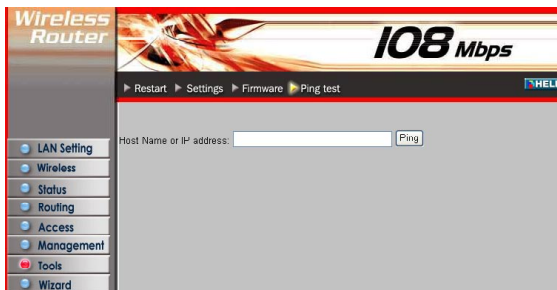 Wireless
Router
108 Mbps
Restart Settings Firmware Ping test
Host Name or IP address: Ping
LAN Setting
Wireless
Status
Routing
Access
Management
Tools
Wizard